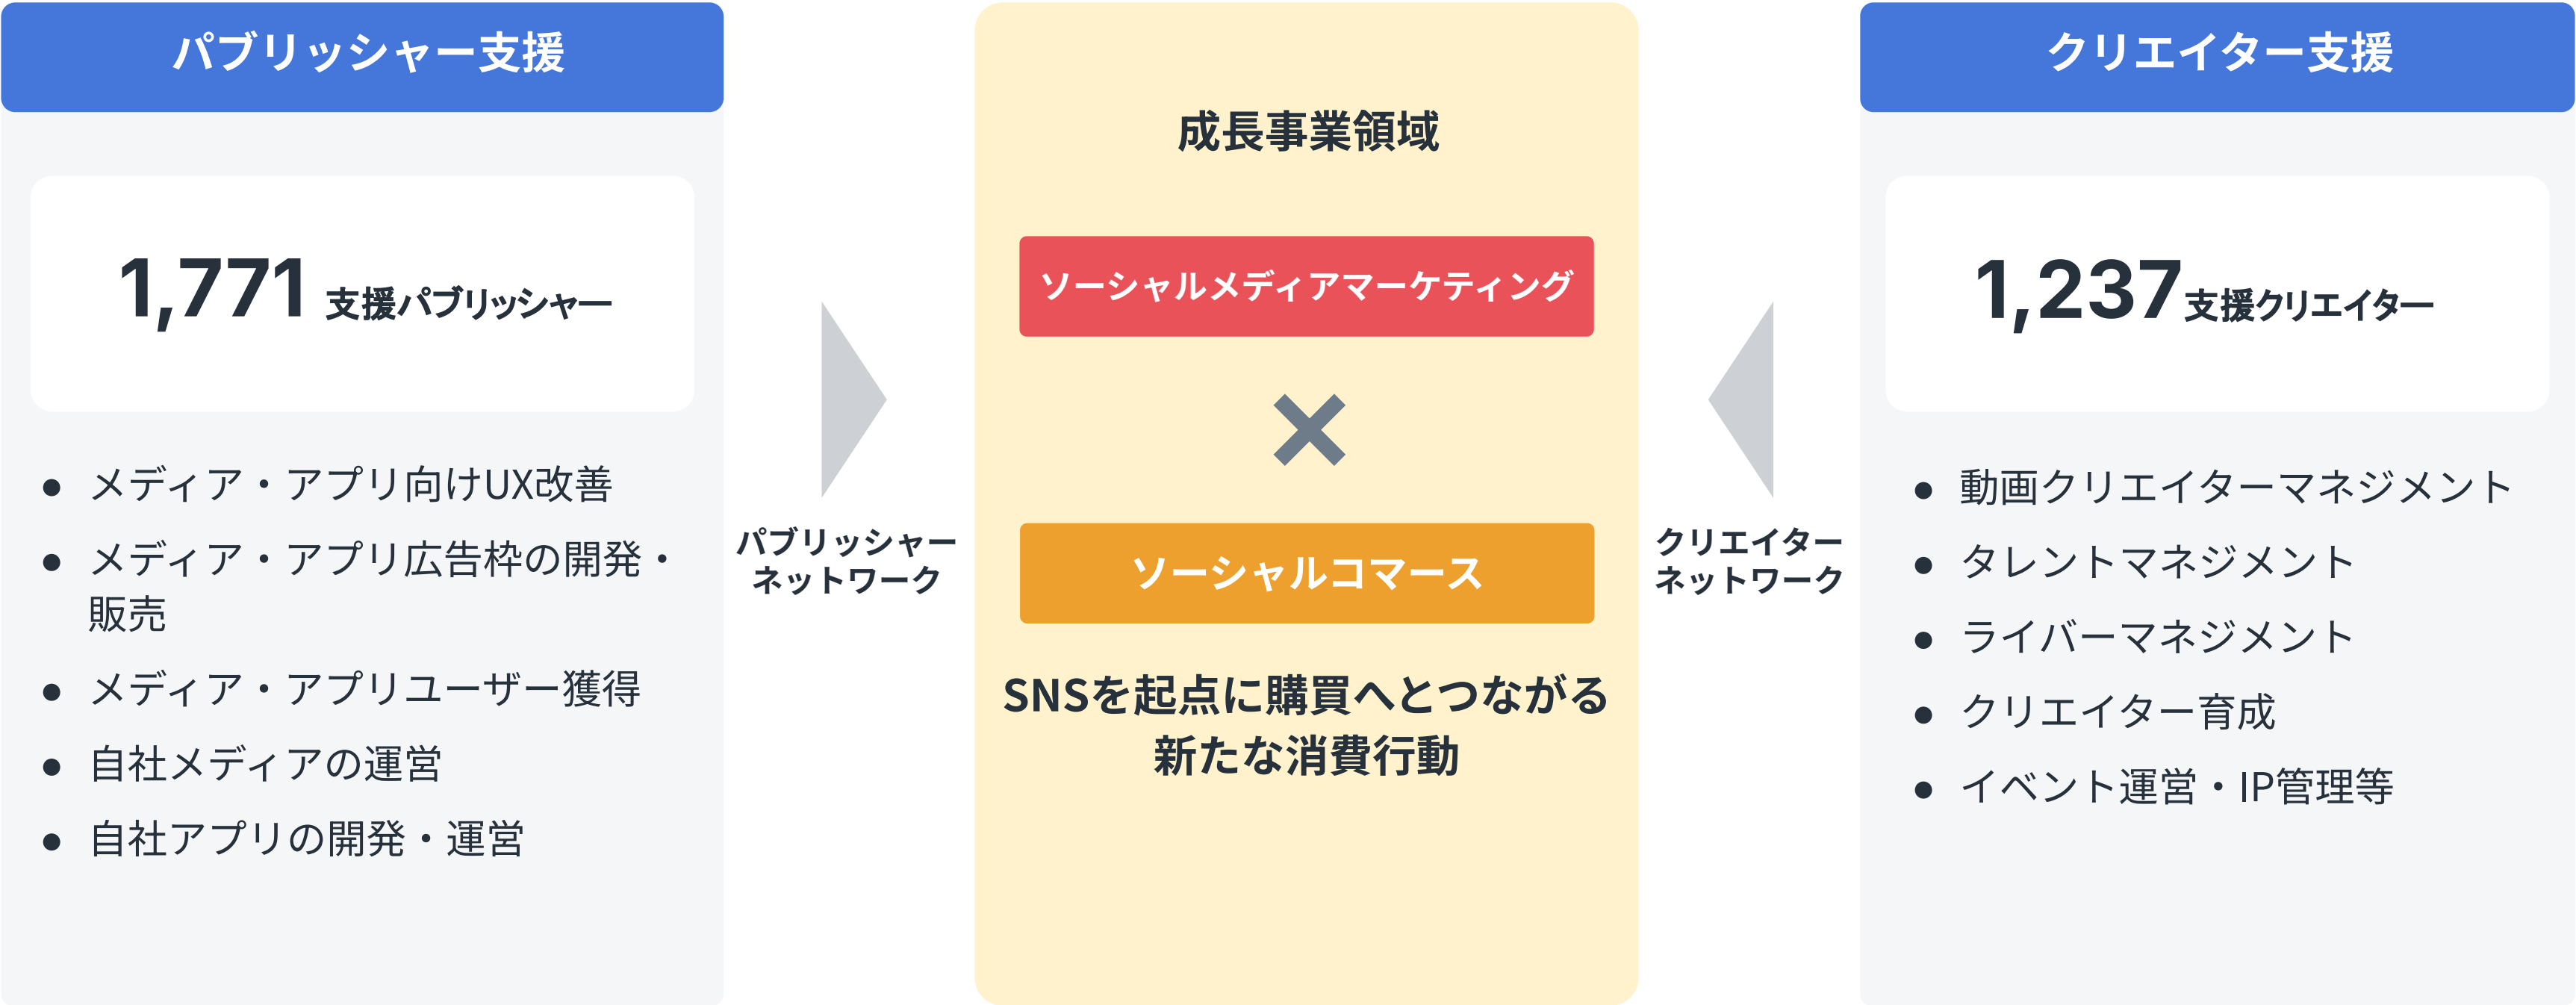 パブリッシャー支援
1,771 支援パブリッシャー
● メディア・アプリ向けUX改善
● メディア・アプリ広告枠の開発・
販売
● メディア・アプリユーザー獲得
● 自社メディアの運営
● 自社アプリの開発・運営
パブリッシャー
ネットワーク
成長事業領域
ソーシャルメディアマーケティング
×
ソーシャルコマース
SNSを起点に購買へとつながる
新たな消費行動
クリエイター
ネットワーク
クリエイター支援
1,237支援クリエイター
● 動画クリエイターマネジメント
● タレントマネジメント
● ライバーマネジメント
● クリエイター育成
● イベント運営・IP管理等